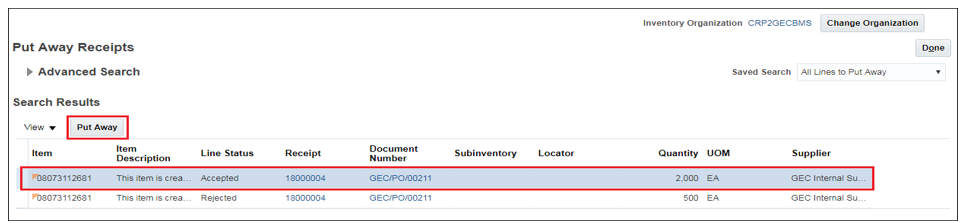 Inventory Organization CRP2GECBMS Change Organization
Put Away Receipts Done
Advanced Search Saved Search All Lines to Put Away
Search Results
View Put Away
Item Item Description Line Status Receipt Document Number Subinventory Locator Quantity UOM Supplier
08073112681 This item is crea... Accepted 18000004 GEC/PO/00211 2,000 EA GEC Internal Su...
08073112681 This item is crea... Rejected 18000004 GEC/PO/00211 500 EA GEC Internal Su...